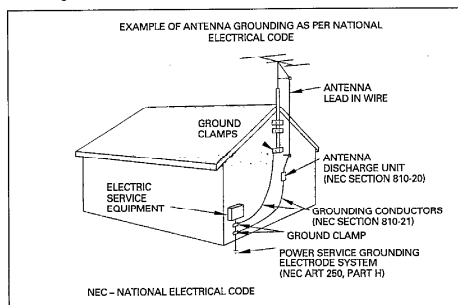 EXAMPLE OF ANTENNA GROUNDING AS PER NATIONAL
ELECTRICAL CODE
ANTENNA
LEAD IN WIRE
GROUND
CLAMPS
ANTENNA
DISCHARGE UNIT
(NEC SECTION 810-20)
ELECTRIC
SERVICE
EQUIPMENT
GROUNDING CONDUCTORS
(NEC SECTION 810-21)
GROUND CLAMP
POWER SERVICE GROUNDING
ELECTRODE SYSTEM
(NEC ART 250, PART H)
NEC – NATIONAL ELECTRICAL CODE